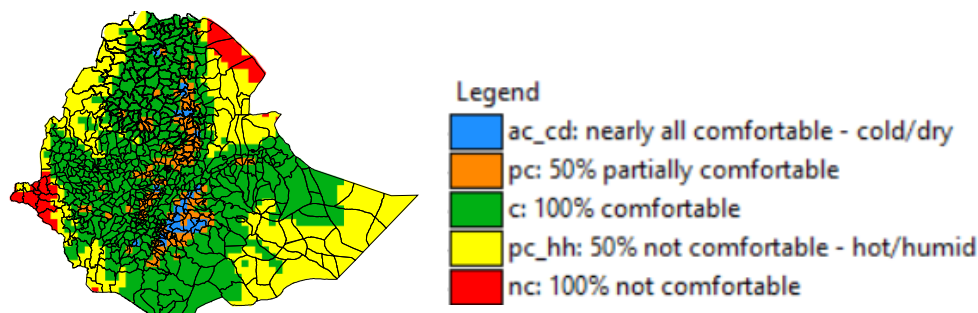 Legend
ac_cd: nearly all comfortable - cold/dry
pc: 50% partially comfortable
c: 100% comfortable
pc_hh: 50% not comfortable - hot/humid
nc: 100% not comfortable